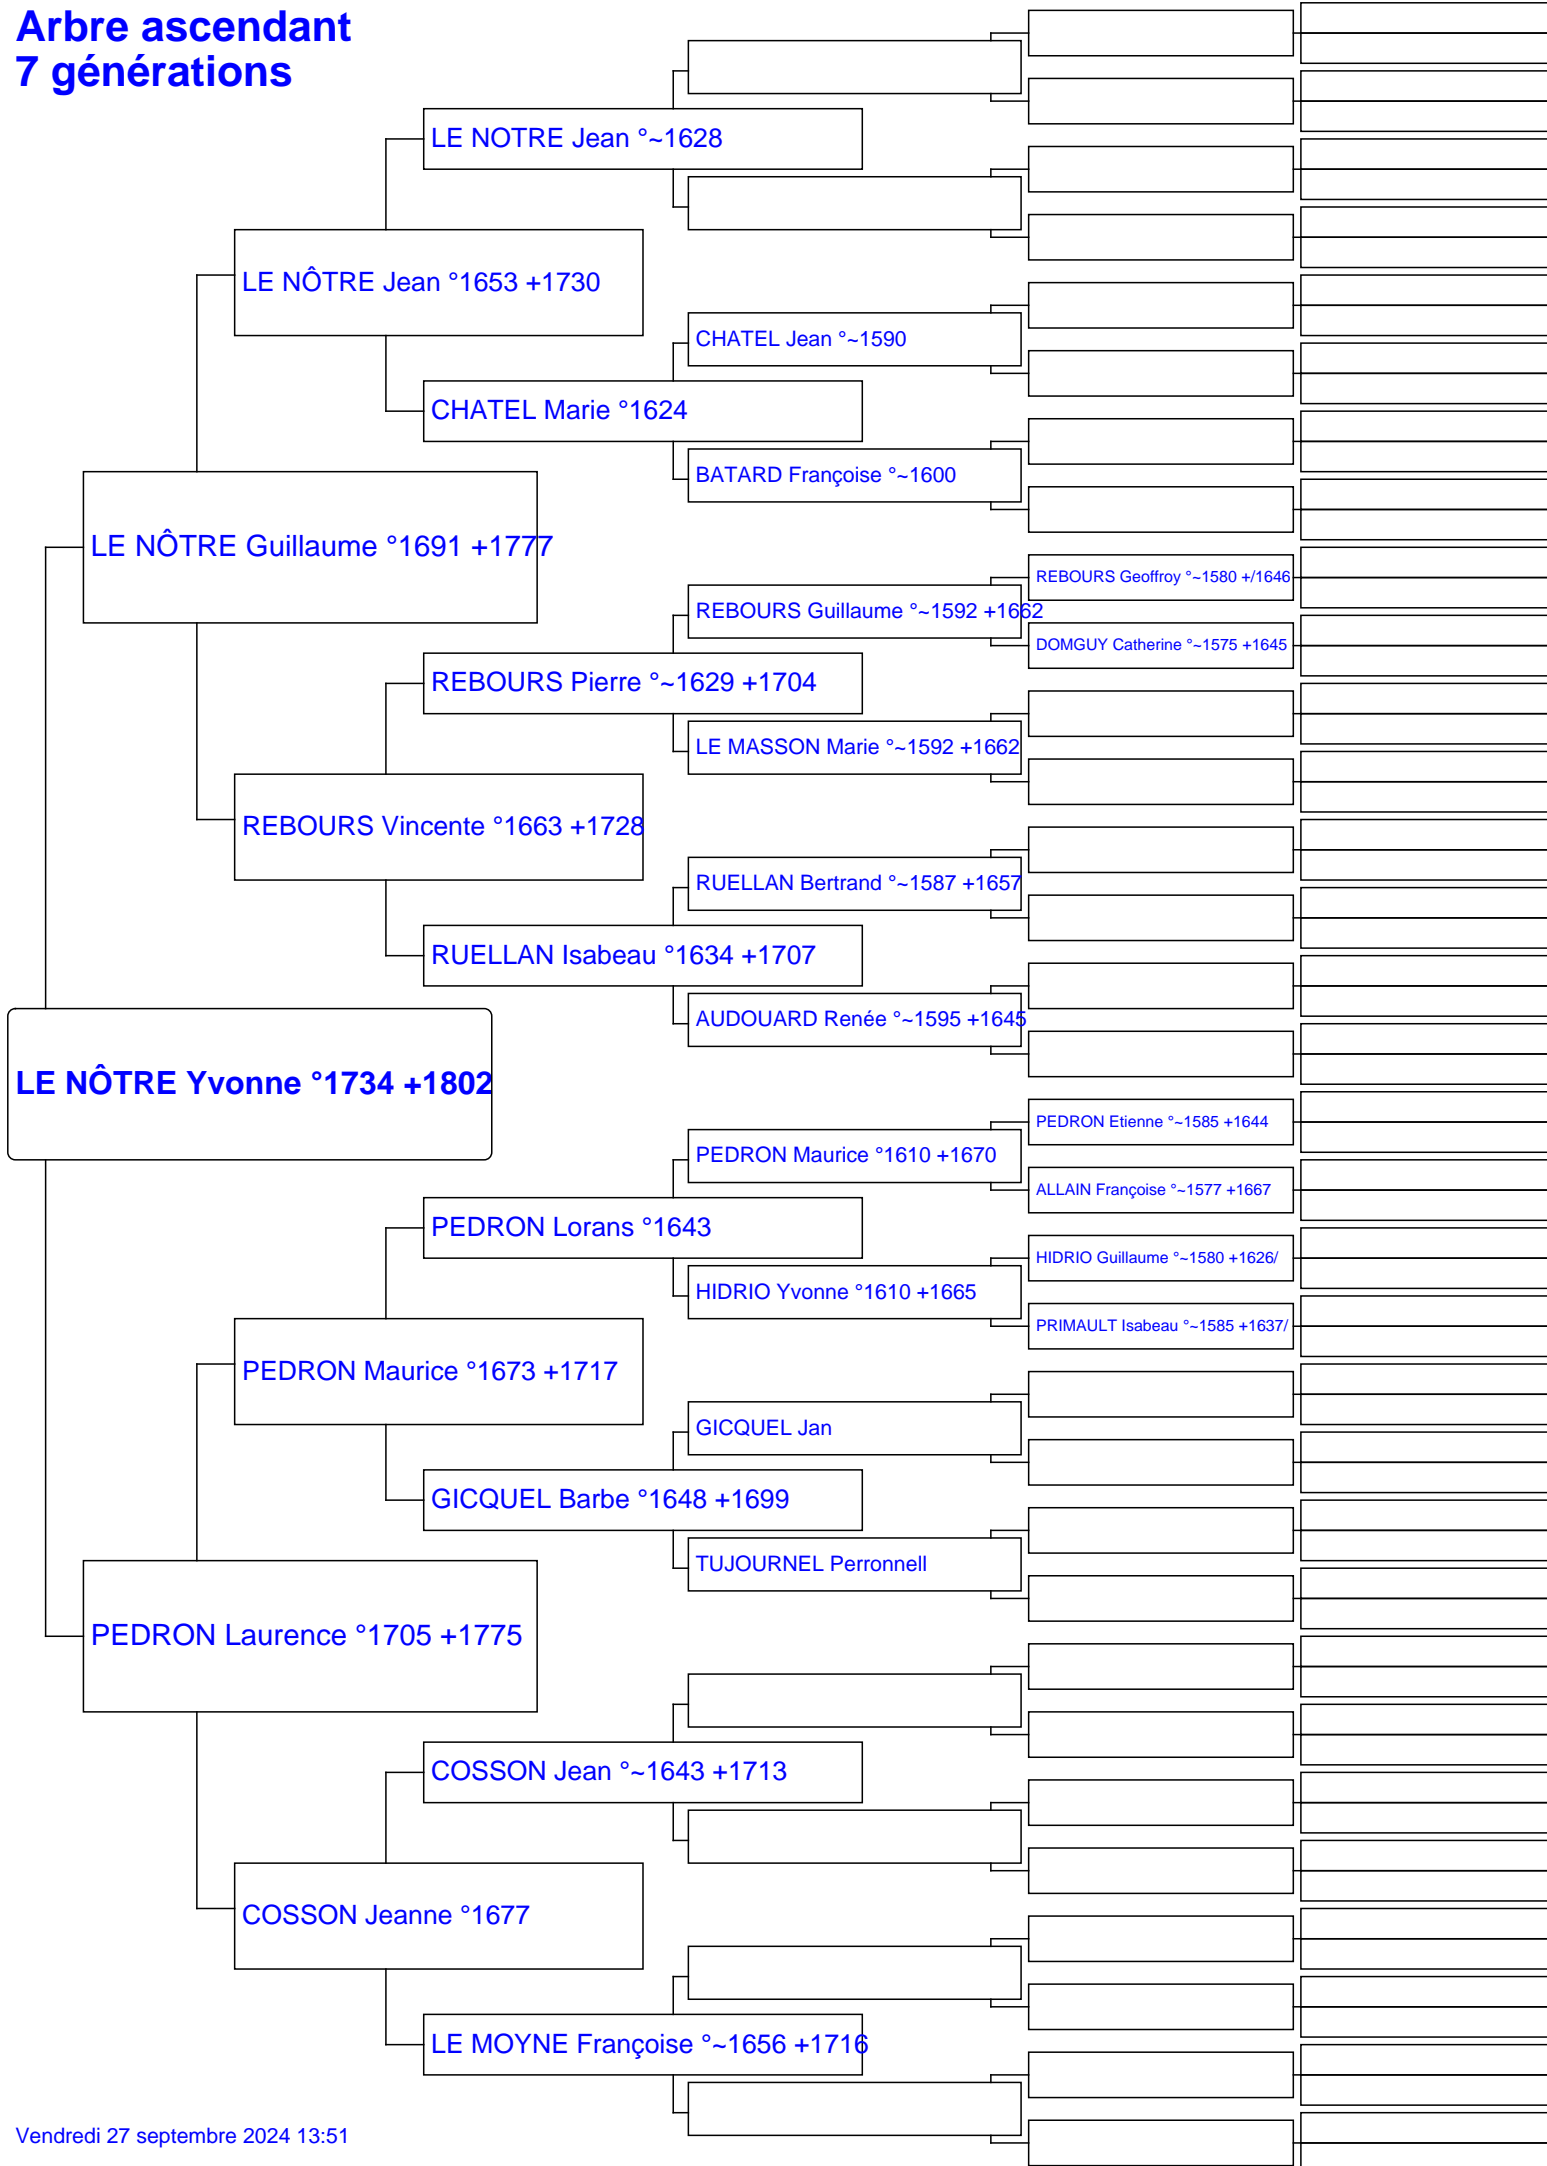 Arbre ascendant
7 générations
LE NOTRE Jean °~1628
LE NÔTRE Jean °1653 +1730
CHATEL Jean °~1590
CHATEL Marie °1624
BATARD Françoise °~1600
LE NÔTRE Guillaume °1691 +1777
REBOURS Geoffroy °~1580 +/1646
REBOURS Guillaume °~1592 +1662
DOMGUY Catherine °~1575 +1645
REBOURS Pierre °~1629 +1704
LE MASSON Marie °~1592 +1662
REBOURS Vincente °1663 +1728
RUELLAN Bertrand °~1587 +1657
RUELLAN Isabeau °1634 +1707
AUDOUARD Renée °~1595 +1645
LE NÔTRE Yvonne °1734 +1802
PEDRON Etienne °~1585 +1644
PEDRON Maurice °1610 +1670
ALLAIN Françoise °~1577 +1667
PEDRON Lorans °1643
HIDRIO Guillaume °~1580 +1626/
HIDRIO Yvonne °1610 +1665
PRIMAULT Isabeau °~1585 +1637/
PEDRON Maurice °1673 +1717
GICQUEL Jan
GICQUEL Barbe °1648 +1699
TUJOURNEL Perronnell
PEDRON Laurence °1705 +1775
COSSON Jean °~1643 +1713
COSSON Jeanne °1677
LE MOYNE Françoise °~1656 +1716
Vendredi 27 septembre 2024 13:51